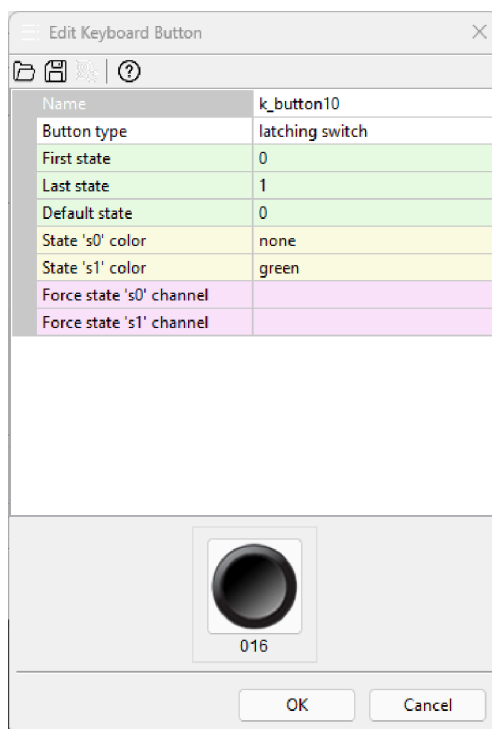 Edit Keyboard Button
Name k_button10
Button type latching switch
First state 0
Last state 1
Default state 0
State 's0' color none
State 's1' color green
Force state 's0' channel
Force state 's1' channel
016
OK Cancel